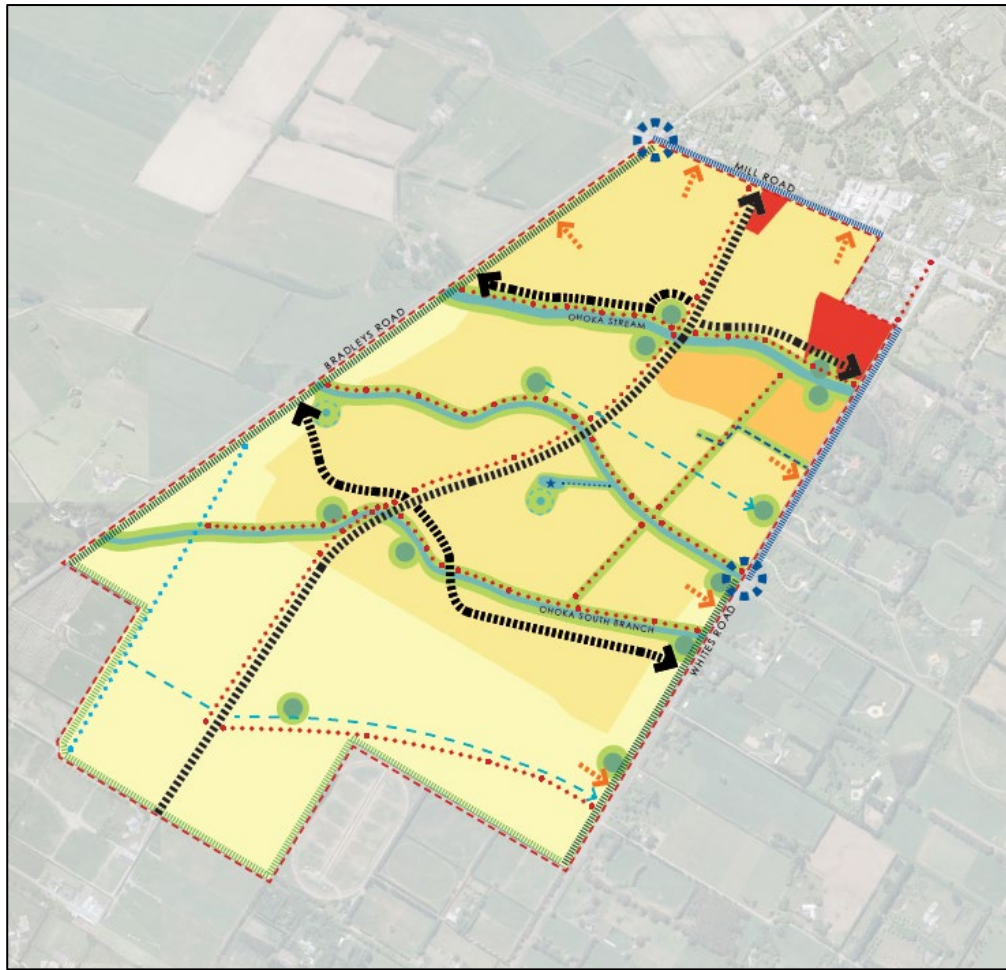 MILL ROAD
BRADLEYS ROAD
OHOKA STREAM
OHOKA SOUTH BRANCH
WHITES ROAD